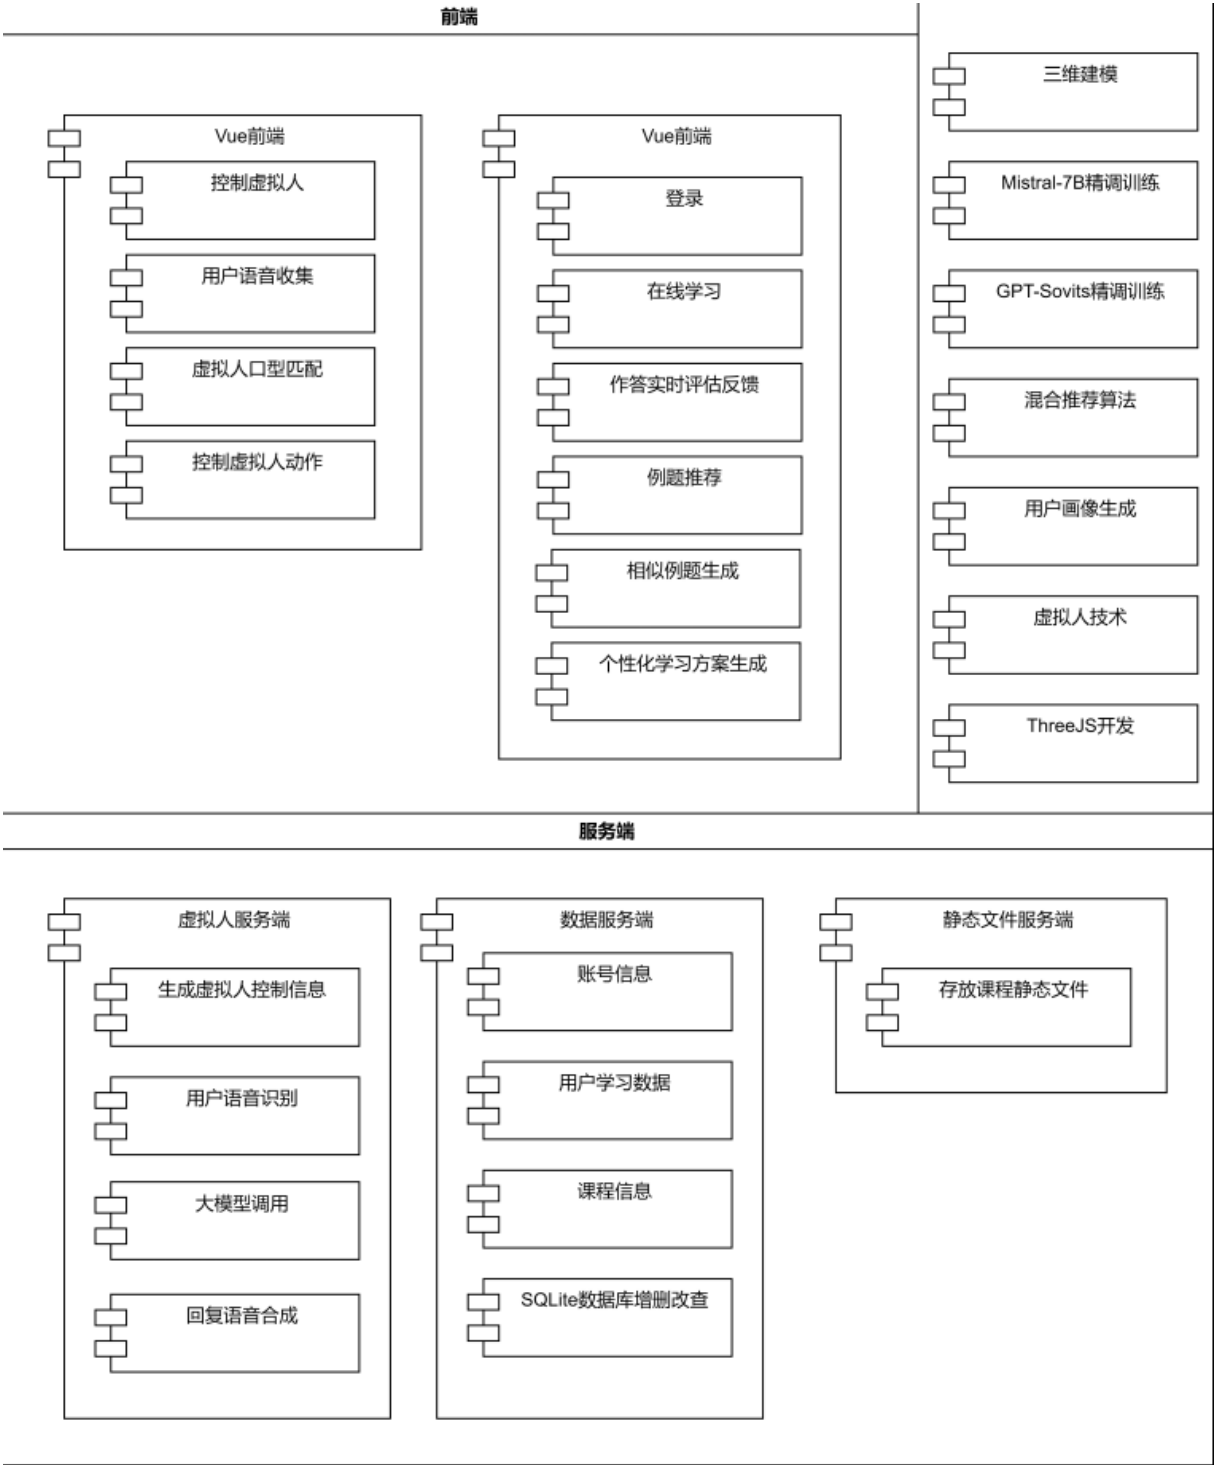 前端
Vue前端
控制虚拟人
用户语音收集
虚拟人口型匹配
控制虚拟人动作
Vue前端
登录
在线学习
作答实时评估反馈
例题推荐
相似例题生成
个性化学习方案生成
三维建模
Mistral-7B精调训练
GPT-Sovits精调训练
混合推荐算法
用户画像生成
虚拟人技术
ThreeJS开发
服务端
虚拟人服务端
生成虚拟人控制信息
用户语音识别
大模型调用
回复语音合成
数据服务端
账号信息
用户学习数据
课程信息
SQLite数据库增删改查
静态文件服务端
存放课程静态文件